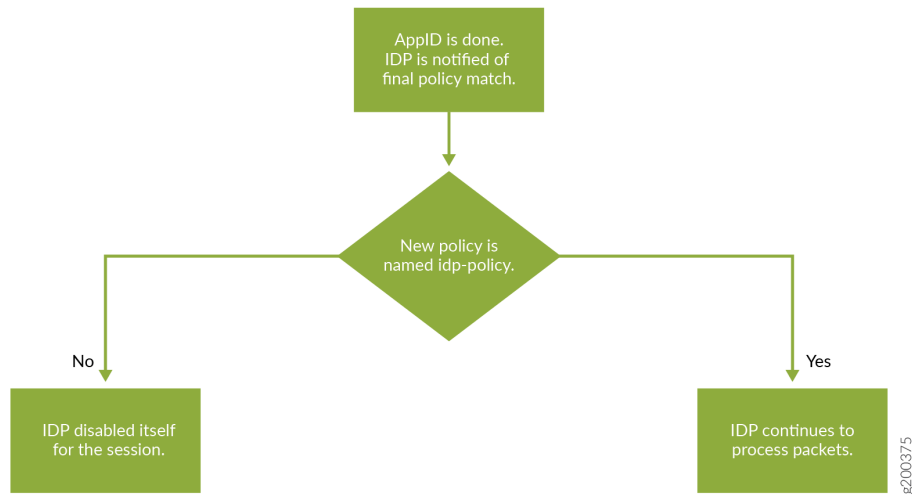 AppID is done.
IDP is notified of
final policy match.
New policy is
named idp-policy.
No
Yes
IDP disabled itself
for the session.
IDP continues to
process packets.
g200375